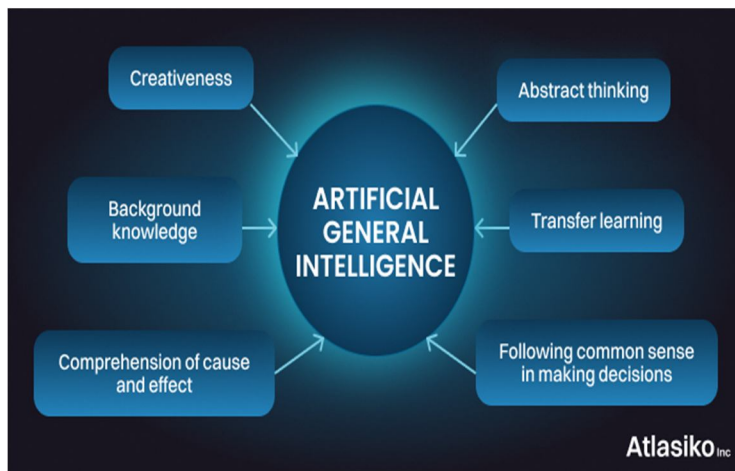 Creativeness
Abstract thinking
ARTIFICIAL
GENERAL
INTELLIGENCE
Background
knowledge
Transfer learning
Comprehension of cause
and effect
Following common sense
in making decisions
Atlasiko Inc